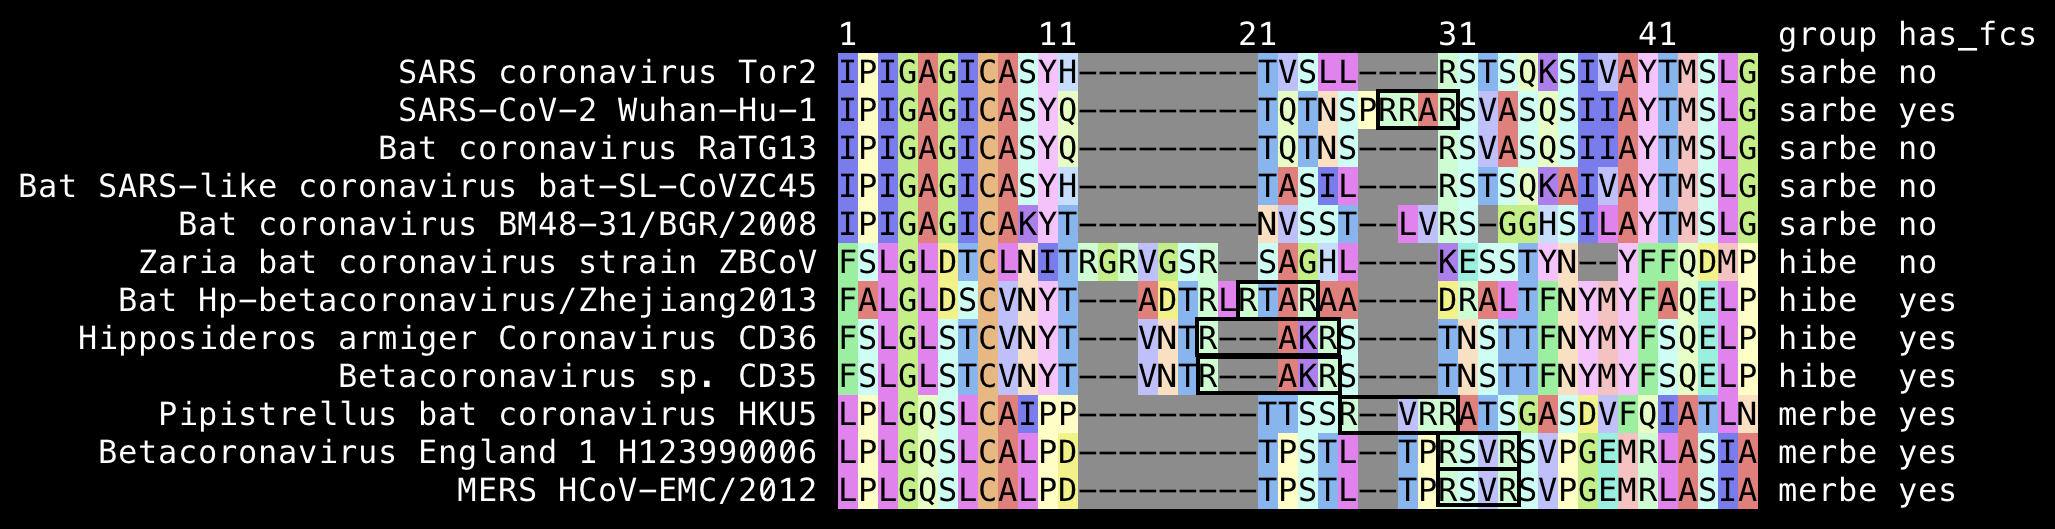 1 11 21 31 41 group has_fcs
SARS coronavirus Tor2 IPIGAGICASYH---------TVSLL----RSTSQKSIVAYTMSLG sarbe no
SARS-CoV-2 Wuhan-Hu-1 IPIGAGICASYQ---------TQTNSPRRARSVASQSIIAYTMSLG sarbe yes
Bat coronavirus RaTG13 IPIGAGICASYQ---------TQTNS----RSVASQSIIAYTMSLG sarbe no
Bat SARS-like coronavirus bat-SL-CoVZC45 IPIGAGICASYH---------TASIL----RSTSQKAIVAYTMSLG sarbe no
Bat coronavirus BM48-31/BGR/2008 IPIGAGICAKYT---------NVSST--LVRS-GGHSILAYTMSLG sarbe no
Zaria bat coronavirus strain ZBCoV FSLGLDTCLNITRGRVGSR--SAGHL----KESSTYN--YFFQDMP hibe no
Bat Hp-betacoronavirus/Zhejiang2013 FALGLDSCVNYT---ADTRLRTARAA----DRALTFNYMYFAQELP hibe yes
Hipposideros armiger Coronavirus CD36 FSLGLSTCVNYT---VNTR---AKRS----TNSTTFNYMYFSQELP hibe yes
Betacoronavirus sp. CD35 FSLGLSTCVNYT---VNTR---AKRS----TNSTTFNYMYFSQELP hibe yes
Pipistrellus bat coronavirus HKU5 LPLGQSLCAIPP---------TTSSR--VRRATSGASDVFQIATLN merbe yes
Betacoronavirus England 1 H123990006 LPLGQSLCALPD---------TPSTL--TPRSVRSVPGEMRLASIA merbe yes
MERS HCoV-EMC/2012 LPLGQSLCALPD---------TPSTL--TPRSVRSVPGEMRLASIA merbe yes